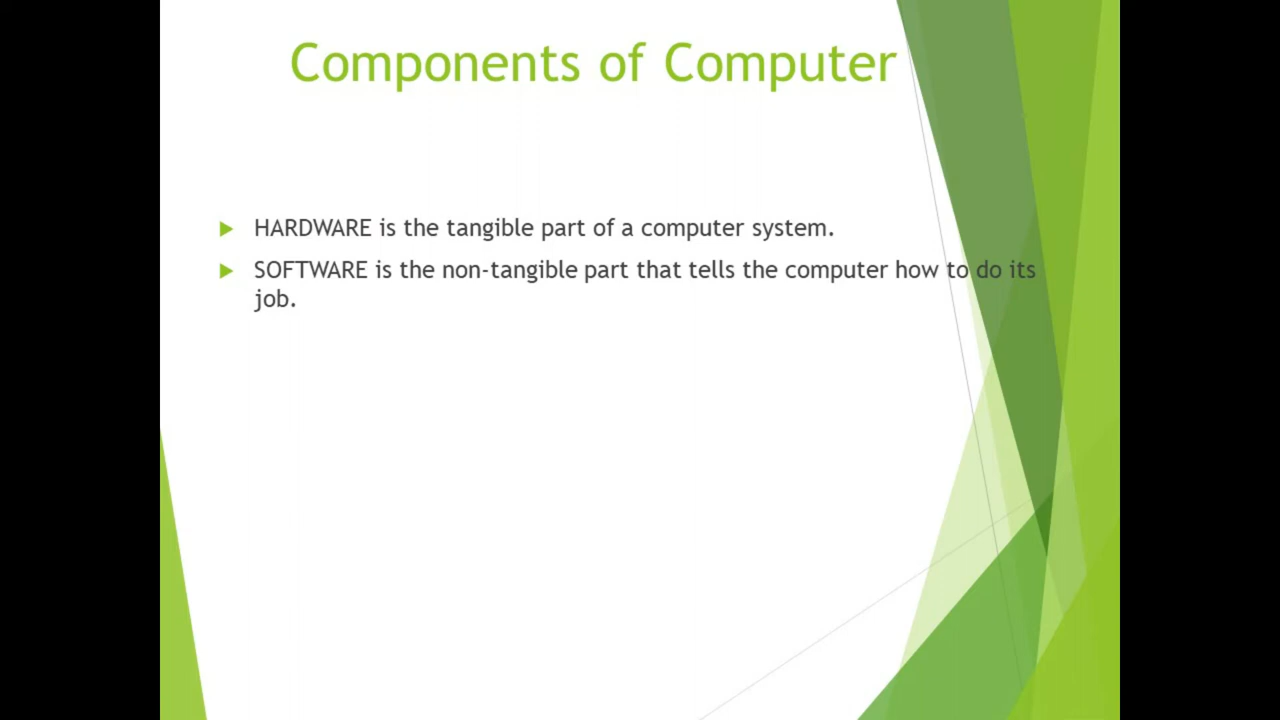 Components of Computer
HARDWARE is the tangible part of a computer system.
SOFTWARE is the non-tangible part that tells the computer how to do its
job.